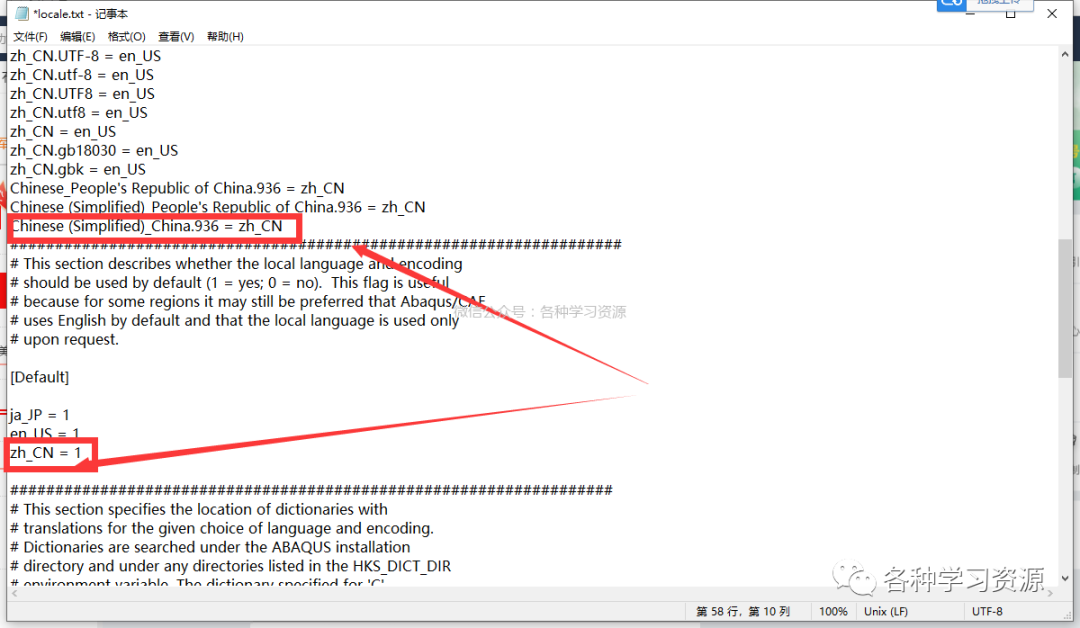 *locale.txt - 记事本
文件(F) 编辑(E) 格式(O) 查看(V) 帮助(H)
zh_CN.UTF-8 = en_US
zh_CN.utf-8 = en_US
zh_CN.UTF8 = en_US
zh_CN.utf8 = en_US
zh_CN = en_US
zh_CN.gb18030 = en_US
zh_CN.gbk = en_US
Chinese_People's Republic of China.936 = zh_CN
Chinese (Simplified)_People's Republic of China.936 = zh_CN
Chinese (Simplified)_China.936 = zh_CN
####################################################################
# This section describes whether the local language and encoding
# should be used by default (1 = yes; 0 = no).  This flag is useful
# because for some regions it may still be preferred that Abaqus/CAE
微信公众号：各种学习资源
# uses English by default and that the local language is used only
# upon request.
[Default]
ja_JP = 1
en_US = 1
zh_CN = 1
###################################################################
# This section specifies the location of dictionaries with
# translations for the given choice of language and encoding.
# Dictionaries are searched under the ABAQUS installation
# directory and under any directories listed in the HKS_DICT_DIR
# environment variable. The dictionary specified for 'C'
各种学习资源
第 58 行，第 10 列 100% Unix (LF) UTF-8